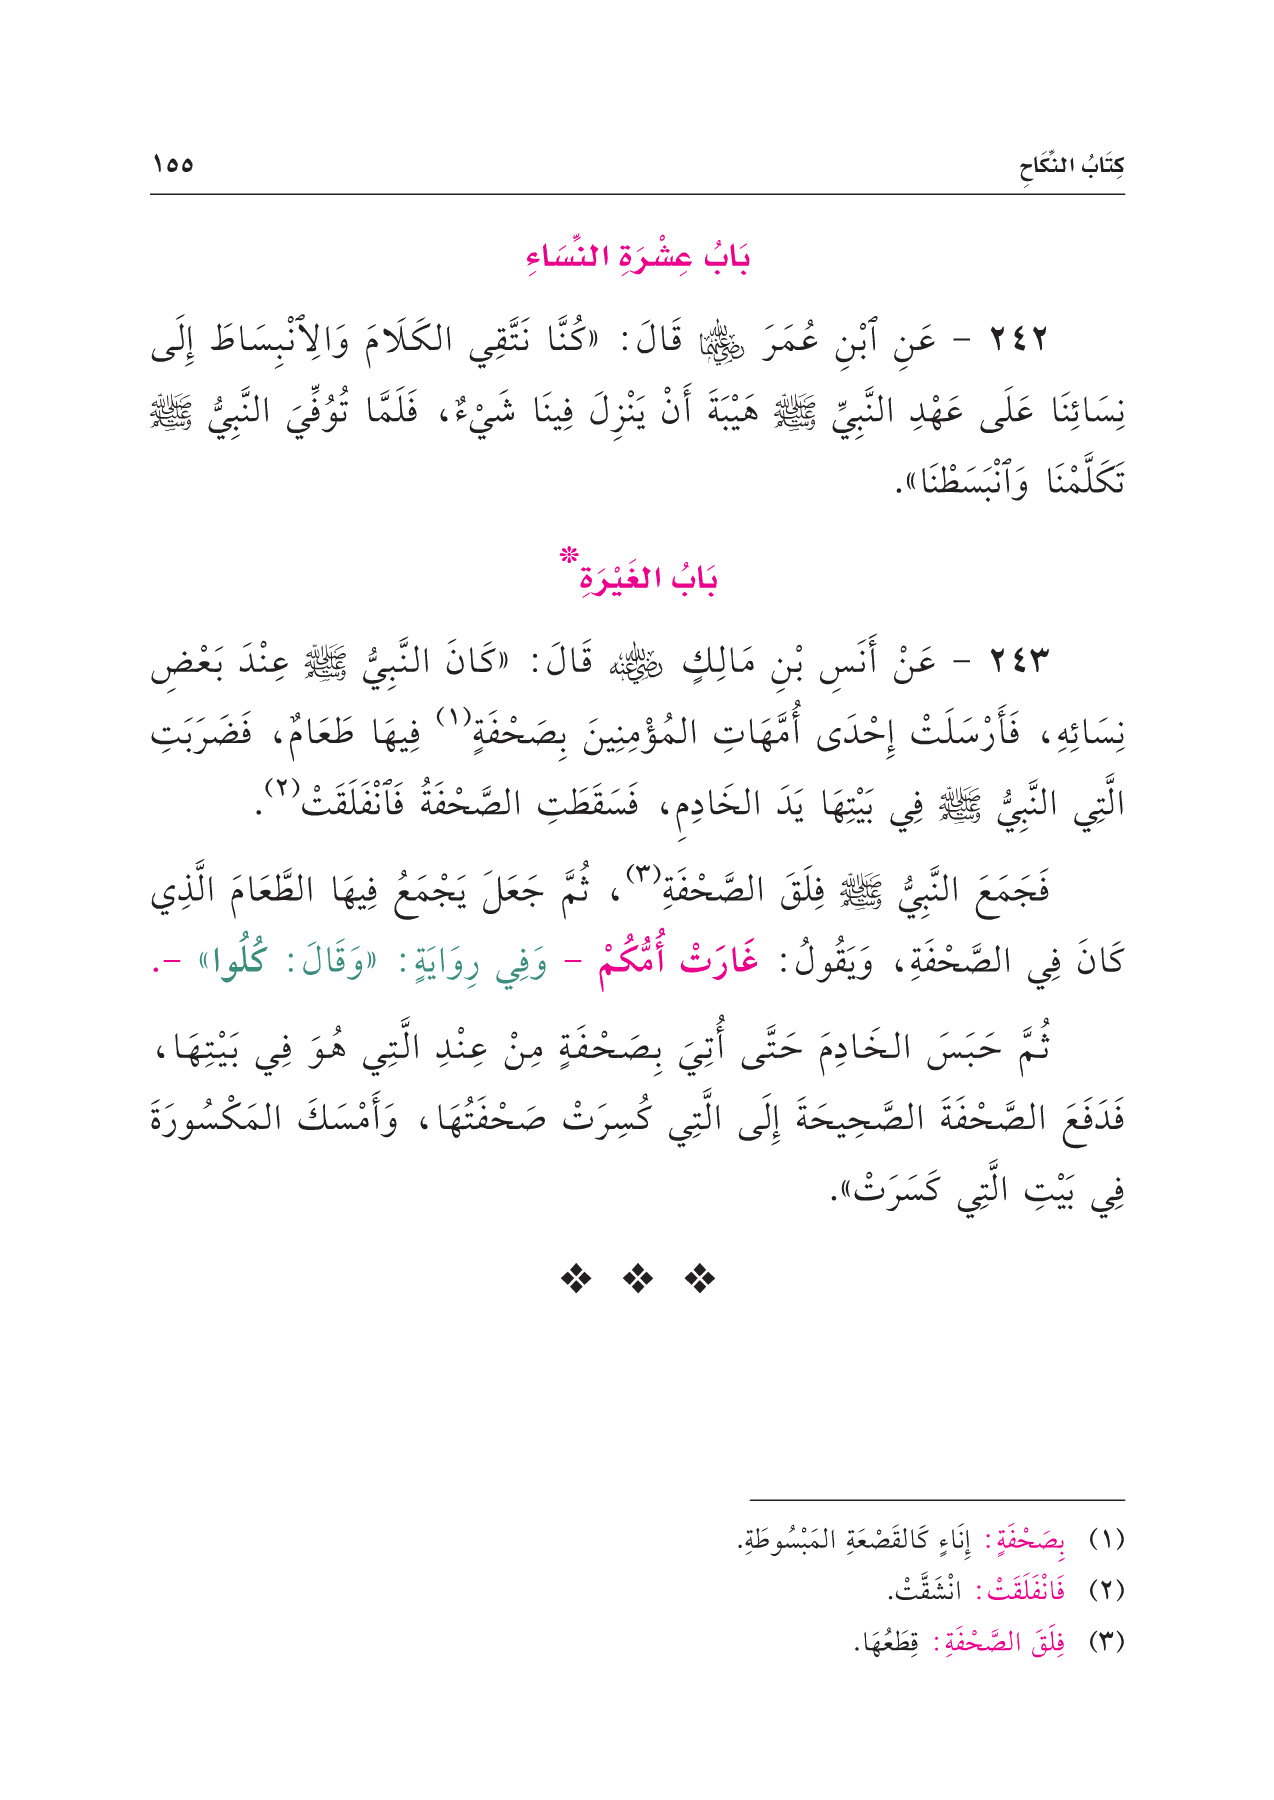 كِتَابُ النِّكَاحِ ١٥٥
بَابُ عِشْرَةِ النِّسَاءِ
٢٤٢ - عَنِ ٱبْنِ عُمَرَ رضي الله عنهما قَالَ: «كُنَّا نَتَّقِي الكَلَامَ وَالِٱنْبِسَاطَ إِلَى
نِسَائِنَا عَلَى عَهْدِ النَّبِيِّ ﷺ هَيْبَةَ أَنْ يَنْزِلَ فِينَا شَيْءٌ، فَلَمَّا تُوُفِّيَ النَّبِيُّ ﷺ
تَكَلَّمْنَا وَٱنْبَسَطْنَا».
بَابُ الغَيْرَةِ*
٢٤٣ - عَنْ أَنَسِ بْنِ مَالِكٍ رضي الله عنه قَالَ: «كَانَ النَّبِيُّ ﷺ عِنْدَ بَعْضِ
نِسَائِهِ، فَأَرْسَلَتْ إِحْدَى أُمَّهَاتِ المُؤْمِنِينَ بِصَحْفَةٍ(١) فِيهَا طَعَامٌ، فَضَرَبَتِ
الَّتِي النَّبِيُّ ﷺ فِي بَيْتِهَا يَدَ الخَادِمِ، فَسَقَطَتِ الصَّحْفَةُ فَٱنْفَلَقَتْ(٢).
فَجَمَعَ النَّبِيُّ ﷺ فِلَقَ الصَّحْفَةِ(٣)، ثُمَّ جَعَلَ يَجْمَعُ فِيهَا الطَّعَامَ الَّذِي
كَانَ فِي الصَّحْفَةِ، وَيَقُولُ: غَارَتْ أُمُّكُمْ - وَفِي رِوَايَةٍ: «وَقَالَ: كُلُوا» -.
ثُمَّ حَبَسَ الخَادِمَ حَتَّى أُتِيَ بِصَحْفَةٍ مِنْ عِنْدِ الَّتِي هُوَ فِي بَيْتِهَا،
فَدَفَعَ الصَّحْفَةَ الصَّحِيحَةَ إِلَى الَّتِي كُسِرَتْ صَحْفَتُهَا، وَأَمْسَكَ المَكْسُورَةَ
فِي بَيْتِ الَّتِي كَسَرَتْ».
(١) بِصَحْفَةٍ: إِنَاءٍ كَالقَصْعَةِ المَبْسُوطَةِ.
(٢) فَانْفَلَقَتْ: انْشَقَّتْ.
(٣) فِلَقَ الصَّحْفَةِ: قِطَعُهَا.